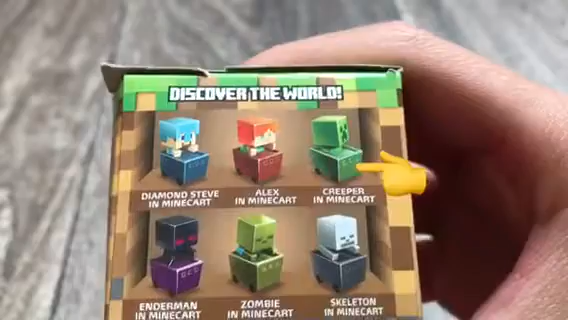 DISCOVER THE WORLD!
DIAMOND STEVE ALEX CREEPER
IN MINECART IN MINECART IN MINECART
ENDERMAN ZOMBIE SKELETON
IN MINECART IN MINECART IN MINECART